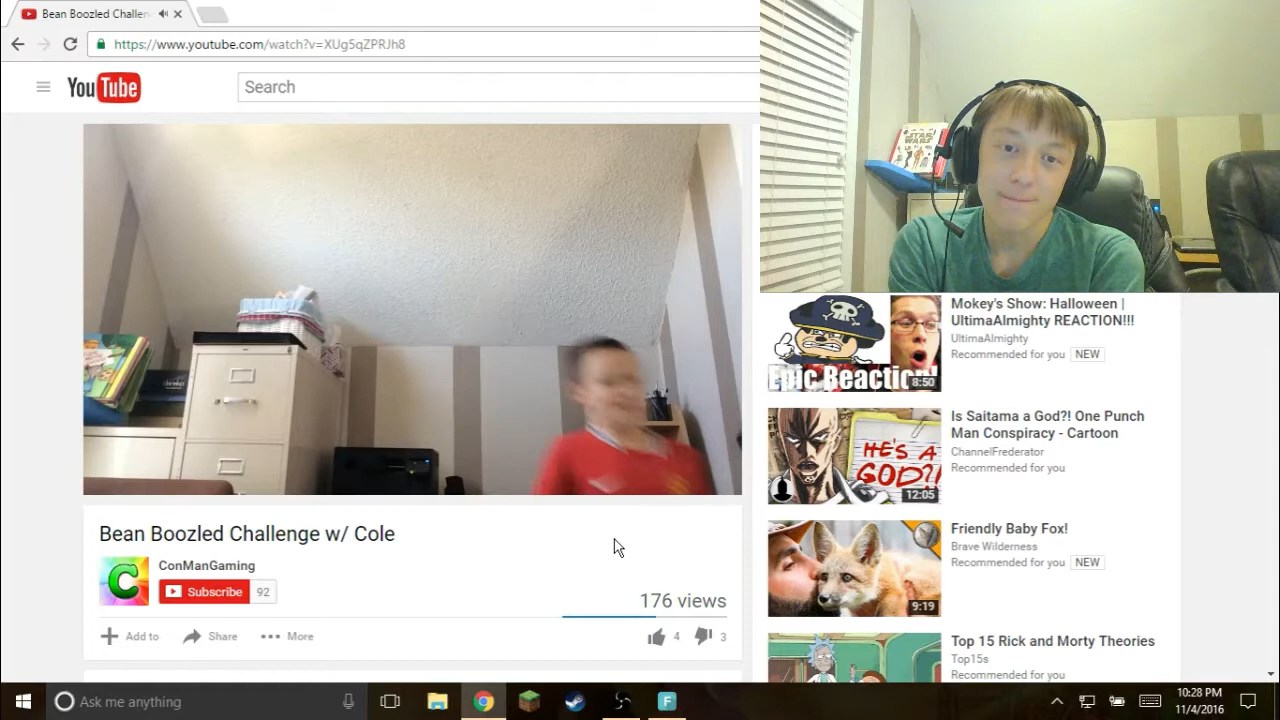 Bean Boozled Challen
https://www.youtube.com/watch?v=XUg5qZPRJh8
YouTube
Search
STAR
WARS
Mokey's Show: Halloween |
UltimaAlmighty REACTION!!!
UltimaAlmighty
Recommended for you NEW
Epic Reaction!
8:50
Is Saitama a God?! One Punch
Man Conspiracy - Cartoon
ChannelFrederator
Recommended for you
HE'S A
GOD?!
12:05
Bean Boozled Challenge w/ Cole
ConManGaming
Subscribe 92
176 views
Add to Share More 4 3
Friendly Baby Fox!
Brave Wilderness
Recommended for you NEW
9:19
Top 15 Rick and Morty Theories
Top15s
Recommended for you
Ask me anything
10:28 PM
11/4/2016